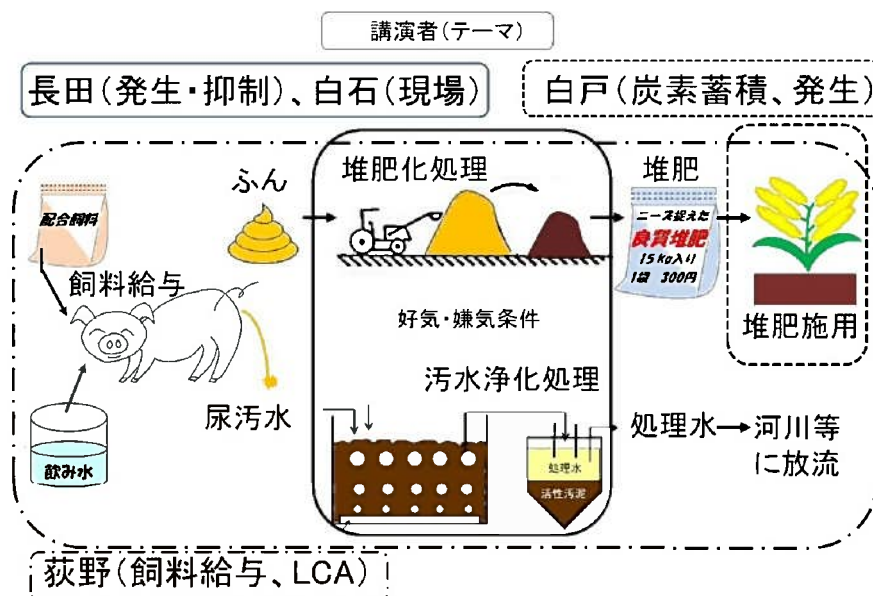 講演者(テーマ)
長田(発生・抑制)、白石(現場)
白戸(炭素蓄積、発生)
配合飼料
ふん
堆肥化処理
堆肥
ニーズ捉えた
良質堆肥
15kg入り
1袋 300円
飼料給与
好気・嫌気条件
堆肥施用
尿汚水
汚水浄化処理
飲み水
処理水
活性汚泥
処理水
河川等
に放流
荻野(飼料給与、LCA)